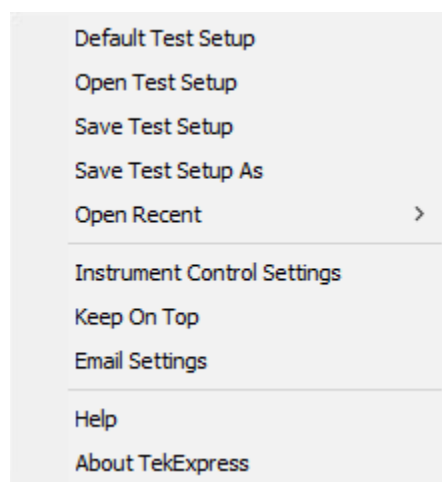 Default Test Setup
Open Test Setup
Save Test Setup
Save Test Setup As
Open Recent
Instrument Control Settings
Keep On Top
Email Settings
Help
About TekExpress